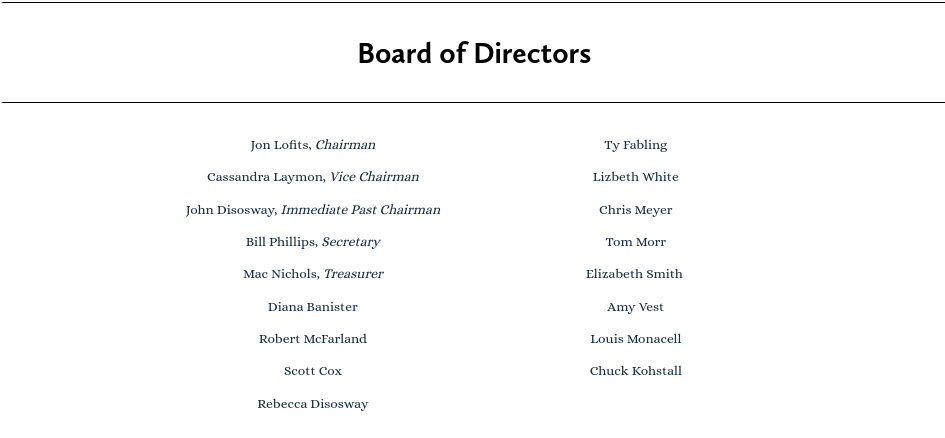 Board of Directors
Jon Lofits, Chairman
Cassandra Laymon, Vice Chairman
John Disosway, Immediate Past Chairman
Bill Phillips, Secretary
Mac Nichols, Treasurer
Diana Banister
Robert McFarland
Scott Cox
Rebecca Disosway
Ty Fabling
Lizbeth White
Chris Meyer
Tom Morr
Elizabeth Smith
Amy Vest
Louis Monacell
Chuck Kohstall